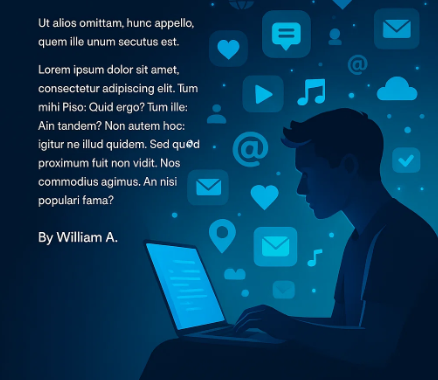 Ut alios omittam, hunc appello,
quem ille unum secutus est.
Lorem ipsum dolor sit amet,
consectetur adipiscing elit. Tum
mihi Piso: Quid ergo? Tum ille:
Ain tandem? Non autem hoc:
igitur ne illud quidem. Sed quod
proximum fuit non vidit. Nos
commodius agimus. An nisi
populari fama?
By William A.
@
@